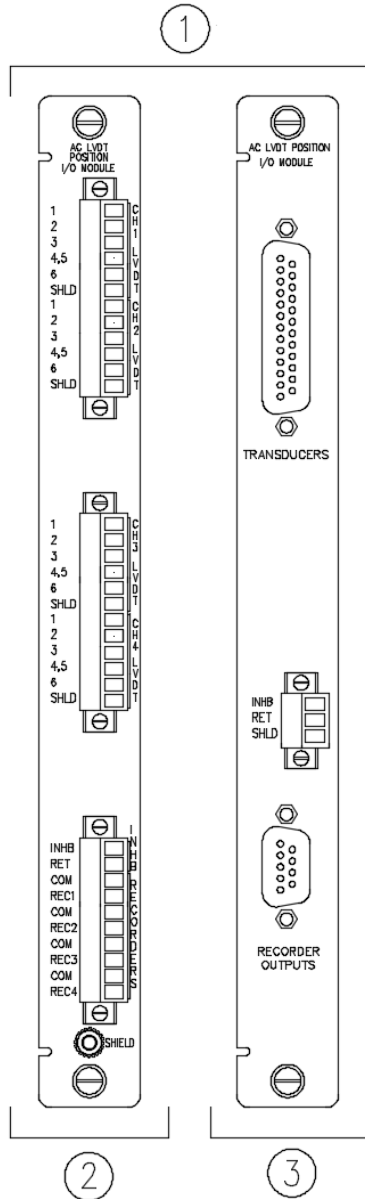 1
AC LVDT
POSITION
I/O MODULE
1
2
3
4,5
6
SHLD
CH1 LVDT
1
2
3
4,5
6
SHLD
CH2 LVDT
1
2
3
4,5
6
SHLD
CH3 LVDT
1
2
3
4,5
6
SHLD
CH4 LVDT
INHB
RET
COM
REC1
COM
REC2
COM
REC3
COM
REC4
INHB RECORDERS
SHIELD
2
AC LVDT POSITION
I/O MODULE
TRANSDUCERS
INHB
RET
SHLD
RECORDER
OUTPUTS
3